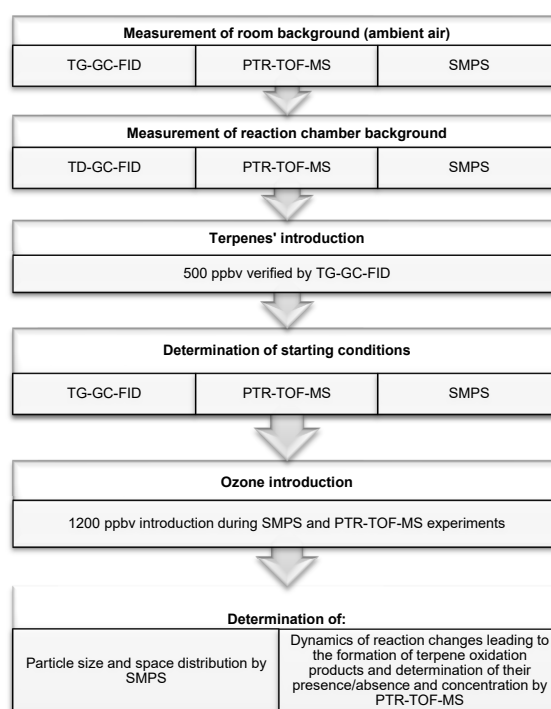 Measurement of room background (ambient air)
TG-GC-FID PTR-TOF-MS SMPS
Measurement of reaction chamber background
TD-GC-FID PTR-TOF-MS SMPS
Terpenes' introduction
500 ppbv verified by TG-GC-FID
Determination of starting conditions
TG-GC-FID PTR-TOF-MS SMPS
Ozone introduction
1200 ppbv introduction during SMPS and PTR-TOF-MS experiments
Determination of:
Particle size and space distribution by
SMPS
Dynamics of reaction changes leading to
the formation of terpene oxidation
products and determination of their
presence/absence and concentration by
PTR-TOF-MS